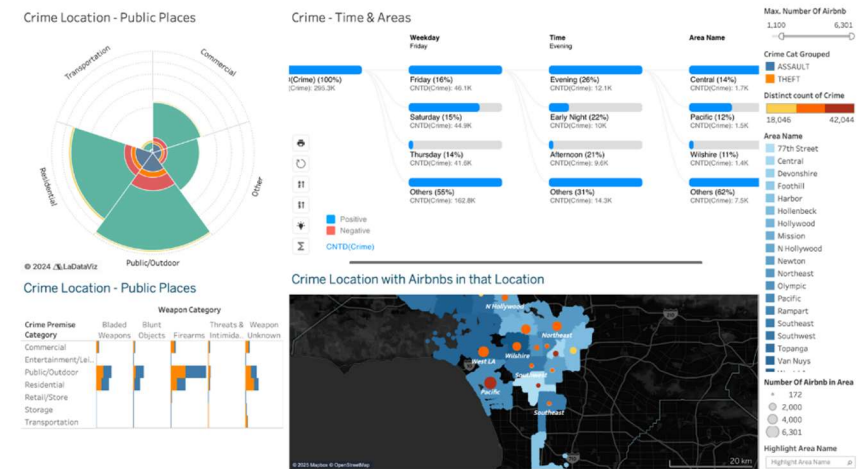 Crime Location - Public Places
Transportation
Commercial
Other
Public/Outdoor
Residential
© 2024 LaDataViz
Crime - Time & Areas
Weekday
Friday
Time
Evening
Area Name
(Crime) (100%)
(Crime): 295.3K
Friday (16%)
CNTD(Crime): 46.1K
Saturday (15%)
CNTD(Crime): 44.9K
Thursday (14%)
CNTD(Crime): 41.6K
Others (55%)
CNTD(Crime): 162.8K
Evening (26%)
CNTD(Crime): 12.1K
Early Night (22%)
CNTD(Crime): 10K
Afternoon (21%)
CNTD(Crime): 9.6K
Others (31%)
CNTD(Crime): 14.3K
Central (14%)
CNTD(Crime): 1.7K
Pacific (12%)
CNTD(Crime): 1.5K
Wilshire (11%)
CNTD(Crime): 1.4K
Others (62%)
CNTD(Crime): 7.5K
Positive
Negative
CNTD(Crime)
Crime Location - Public Places
Weapon Category
Crime Premise Category
Bladed Weapons
Blunt Objects
Firearms
Threats & Intimida..
Weapon Unknown
Commercial
Entertainment/Lei..
Public/Outdoor
Residential
Retail/Store
Storage
Transportation
Crime Location with Airbnbs in that Location
N Hollywood
Northeast
West LA
Wilshire
Southwest
Pacific
Southeast
20 km
© 2025 Mapbox © OpenStreetMap
Max. Number Of Airbnb
1,100 6,301
Crime Cat Grouped
ASSAULT
THEFT
Distinct count of Crime
18,046 42,044
Area Name
77th Street
Central
Devonshire
Foothill
Harbor
Hollenbeck
Hollywood
Mission
N Hollywood
Newton
Northeast
Olympic
Pacific
Rampart
Southeast
Southwest
Topanga
Van Nuys
Number Of Airbnb in Area
172
2,000
4,000
6,301
Highlight Area Name
Highlight Area Name